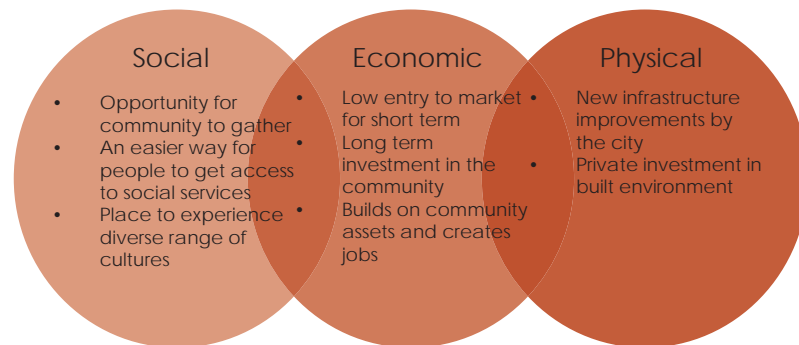 Social
• Opportunity for
community to gather
• An easier way for
people to get access
to social services
• Place to experience
diverse range of
cultures
Economic
• Low entry to market
for short term
• Long term
investment in the
community
• Builds on community
assets and creates
jobs
Physical
• New infrastructure
improvements by
the city
• Private investment in
built environment